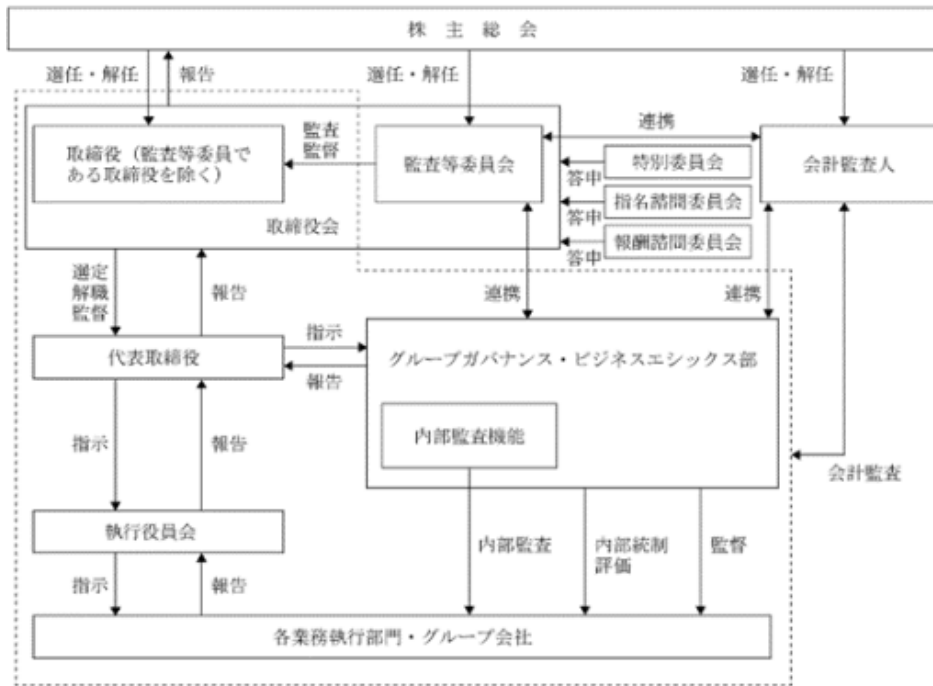 株主総会
選任・解任
報告
選任・解任
選任・解任
取締役（監査等委員で
ある取締役を除く）
監査
監督
監査等委員会
連携
会計監査人
特別委員会
答申
指名諮問委員会
答申
報酬諮問委員会
答申
取締役会
選定
解職
監督
報告
連携
連携
代表取締役
指示
報告
グループガバナンス・ビジネスエシックス部
内部監査機能
指示
報告
会計監査
執行役員会
内部監査
内部統制
評価
監督
指示
報告
各業務執行部門・グループ会社